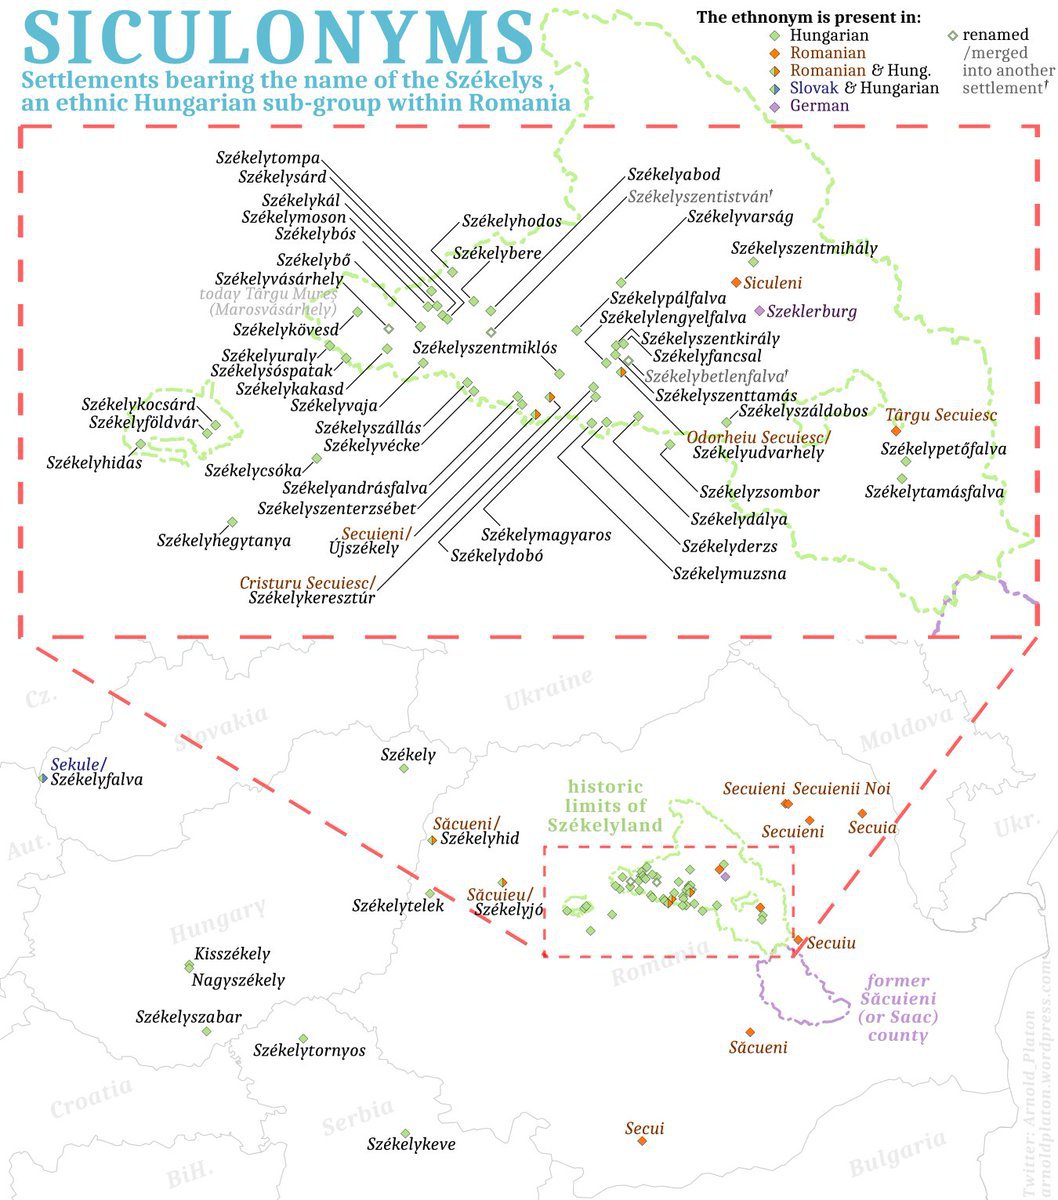 SICULONYMS
Settlements bearing the name of the Székelys ,
an ethnic Hungarian sub-group within Romania
The ethnonym is present in:
Hungarian
Romanian
Romanian & Hung.
Slovak & Hungarian
German
renamed
/merged
into another
settlement†
Székelytompa
Székelysárd
Székelykál
Székelymoson
Székelybós
Székelybő
Székelyvásárhely
today Târgu Mureș
(Marosvásárhely)
Székelykövesd
Székelyuraly
Székelysóspatak
Székelykakasd
Székelyvaja
Székelykocsárd
Székelyföldvár
Székelyhidas
Székelyszállás
Székelyvécke
Székelycsóka
Székelyandrásfalva
Székelyszenterzsébet
Székelyhegytanya
Secuieni/
Újszékely
Cristuru Secuiesc/
Székelykeresztúr
Székelyhodos
Székelybere
Székelyabod
Székelyszentistván†
Székelyvarság
Székelyszentmihály
Siculeni
Szeklerburg
Székelypálfalva
Székelylengyelfalva
Székelyszentkirály
Székelyfancsal
Székelybetlenfalva†
Székelyszenttamás
Székelyszentmiklós
Székelyszáldobos
Odorheiu Secuiesc/
Székelyudvarhely
Târgu Secuiesc
Székelypetőfalva
Székelytamásfalva
Székelyzsombor
Székelydálya
Székelyderzs
Székelymuzsna
Székelymagyaros
Székelydobó
Cz.
Slovakia
Ukraine
Moldova
Ukr.
Aut.
Hungary
Romania
Croatia
Serbia
BiH.
Bulgaria
Sekule/
Székelyfalva
Székely
Săcueni/
Székelyhid
Săcuieu/
Székelyjó
Székelytelek
Kisszékely
Nagyszékely
Székelyszabar
Székelytornyos
Székelykeve
historic
limits of
Székelyland
Secuieni
Secuienii Noi
Secuieni
Secuia
Secuiu
former
Săcuieni
(or Saac)
county
Săcueni
Secui
Twitter: Arnold_Platon
arnoldplaton.wordpress.com